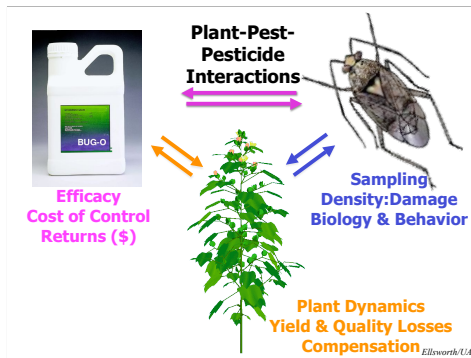 Plant-Pest-
Pesticide
Interactions
BUG-O
Efficacy
Cost of Control
Returns ($)
Sampling
Density:Damage
Biology & Behavior
Plant Dynamics
Yield & Quality Losses
Compensation
Ellsworth/UA